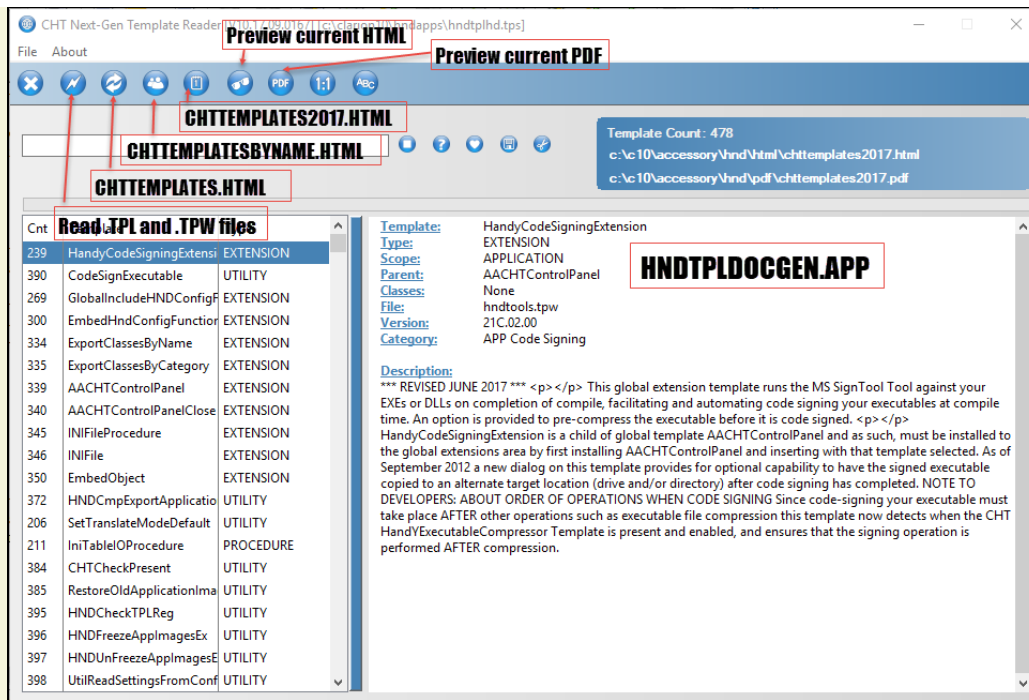 CHT Next-Gen Template Reader [V10.17.09.0167] [c:\clarion10\hndapps\hndtplhd.tps]
Preview current HTML
File About
Preview current PDF
PDF 1:1 ABC
CHTTEMPLATES2017.HTML
Template Count: 478
CHTTEMPLATESBYNAME.HTML
c:\c10\accessory\hnd\html\chttemplates2017.html
CHTTEMPLATES.HTML
c:\c10\accessory\hnd\pdf\chttemplates2017.pdf
Read .TPL and .TPW files
Cnt
239 HandyCodeSigningExtensi EXTENSION
390 CodeSignExecutable UTILITY
269 GlobalIncludeHNDConfigF EXTENSION
300 EmbedHndConfigFunction EXTENSION
334 ExportClassesByName EXTENSION
335 ExportClassesByCategory EXTENSION
339 AACHTControlPanel EXTENSION
340 AACHTControlPanelClose EXTENSION
345 INIFileProcedure EXTENSION
346 INIFile EXTENSION
350 EmbedObject EXTENSION
372 HNDCmpExportApplicatio UTILITY
206 SetTranslateModeDefault UTILITY
211 IniTableIOProcedure PROCEDURE
384 CHTCheckPresent UTILITY
385 RestoreOldApplicationIma UTILITY
395 HNDCheckTPLReg UTILITY
396 HNDFreezeAppImagesEx UTILITY
397 HNDUnFreezeAppImagesE UTILITY
398 UtilReadSettingsFromConf UTILITY
Template: HandyCodeSigningExtension
Type: EXTENSION
Scope: APPLICATION
HNDTPLDOCGEN.APP
Parent: AACHTControlPanel
Classes: None
File: hndtools.tpw
Version: 21C.02.00
Category: APP Code Signing
Description:
*** REVISED JUNE 2017 *** <p></p> This global extension template runs the MS SignTool Tool against your
EXEs or DLLs on completion of compile, facilitating and automating code signing your executables at compile
time. An option is provided to pre-compress the executable before it is code signed. <p></p>
HandyCodeSigningExtension is a child of global template AACHTControlPanel and as such, must be installed to
the global extensions area by first installing AACHTControlPanel and inserting with that template selected. As of
September 2012 a new dialog on this template provides for optional capability to have the signed executable
copied to an alternate target location (drive and/or directory) after code signing has completed. NOTE TO
DEVELOPERS: ABOUT ORDER OF OPERATIONS WHEN CODE SIGNING Since code-signing your executable must
take place AFTER other operations such as executable file compression this template now detects when the CHT
HandYExecutableCompressor Template is present and enabled, and ensures that the signing operation is
performed AFTER compression.